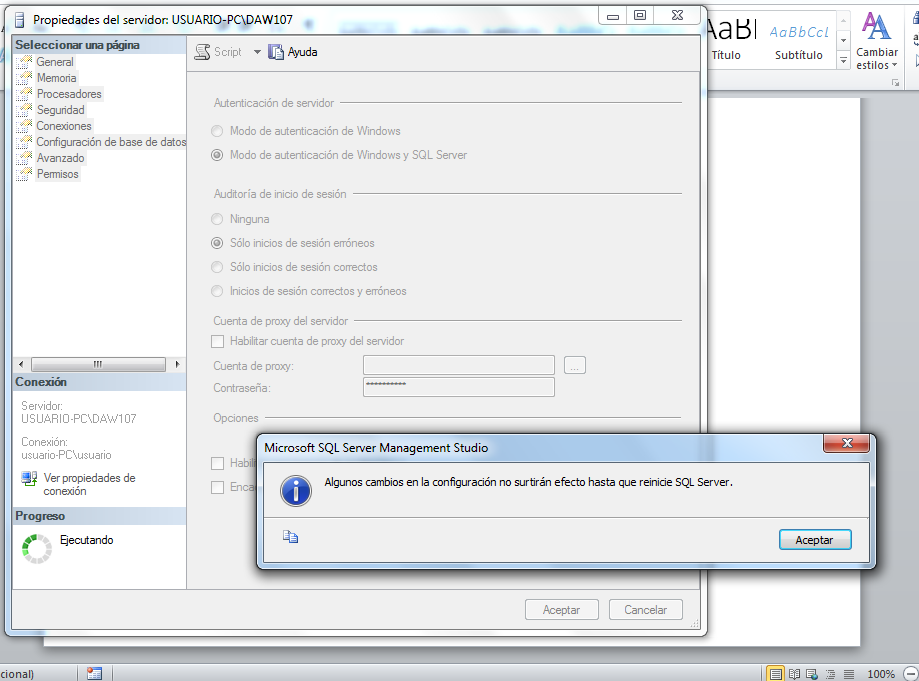 Propiedades del servidor: USUARIO-PC\DAW107
Seleccionar una página
General
Memoria
Procesadores
Seguridad
Conexiones
Configuración de base de datos
Avanzado
Permisos
Conexión
Servidor:
USUARIO-PC\DAW107
Conexión:
usuario-PC\usuario
Ver propiedades de
conexión
Progreso
Ejecutando
Script
Ayuda
Autenticación de servidor
Modo de autenticación de Windows
Modo de autenticación de Windows y SQL Server
Auditoría de inicio de sesión
Ninguna
Sólo inicios de sesión erróneos
Sólo inicios de sesión correctos
Inicios de sesión correctos y erróneos
Cuenta de proxy del servidor
Habilitar cuenta de proxy del servidor
Cuenta de proxy:
...
Contraseña:
**********
Opciones
Aceptar
Cancelar
Microsoft SQL Server Management Studio
Algunos cambios en la configuración no surtirán efecto hasta que reinicie SQL Server.
Aceptar
AaB
AaBbCcL
Título
Subtítulo
Cambiar
estilos
cional)
100%